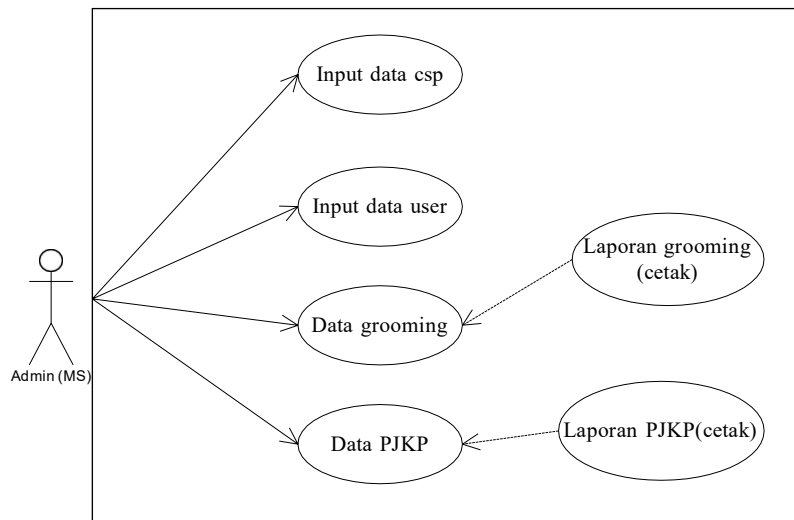 Input data csp
Input data user
Laporan grooming
(cetak)
Data grooming
Admin (MS)
Data PJKP
Laporan PJKP(cetak)